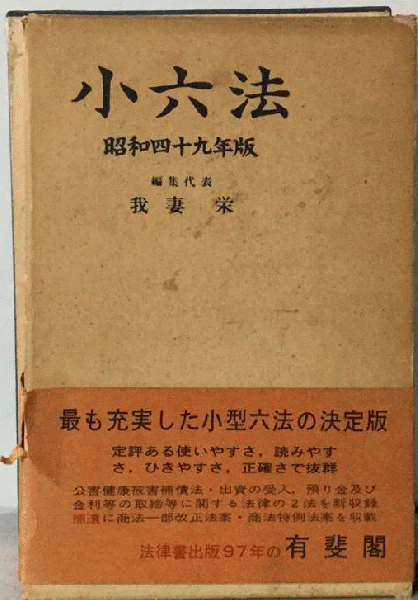 小六法
昭和四十九年版
編集代表
我妻 栄
最も充実した小型六法の決定版
定評ある使いやすさ，読みやす
さ，ひきやすさ，正確さで抜群
公害健康被害補償法・出資の受入，預り金及び
金利等の取締等に関する法律の2法を新収録
補遺に商法一部改正法案・商法特例法案を収載
法律書出版97年の 有斐閣